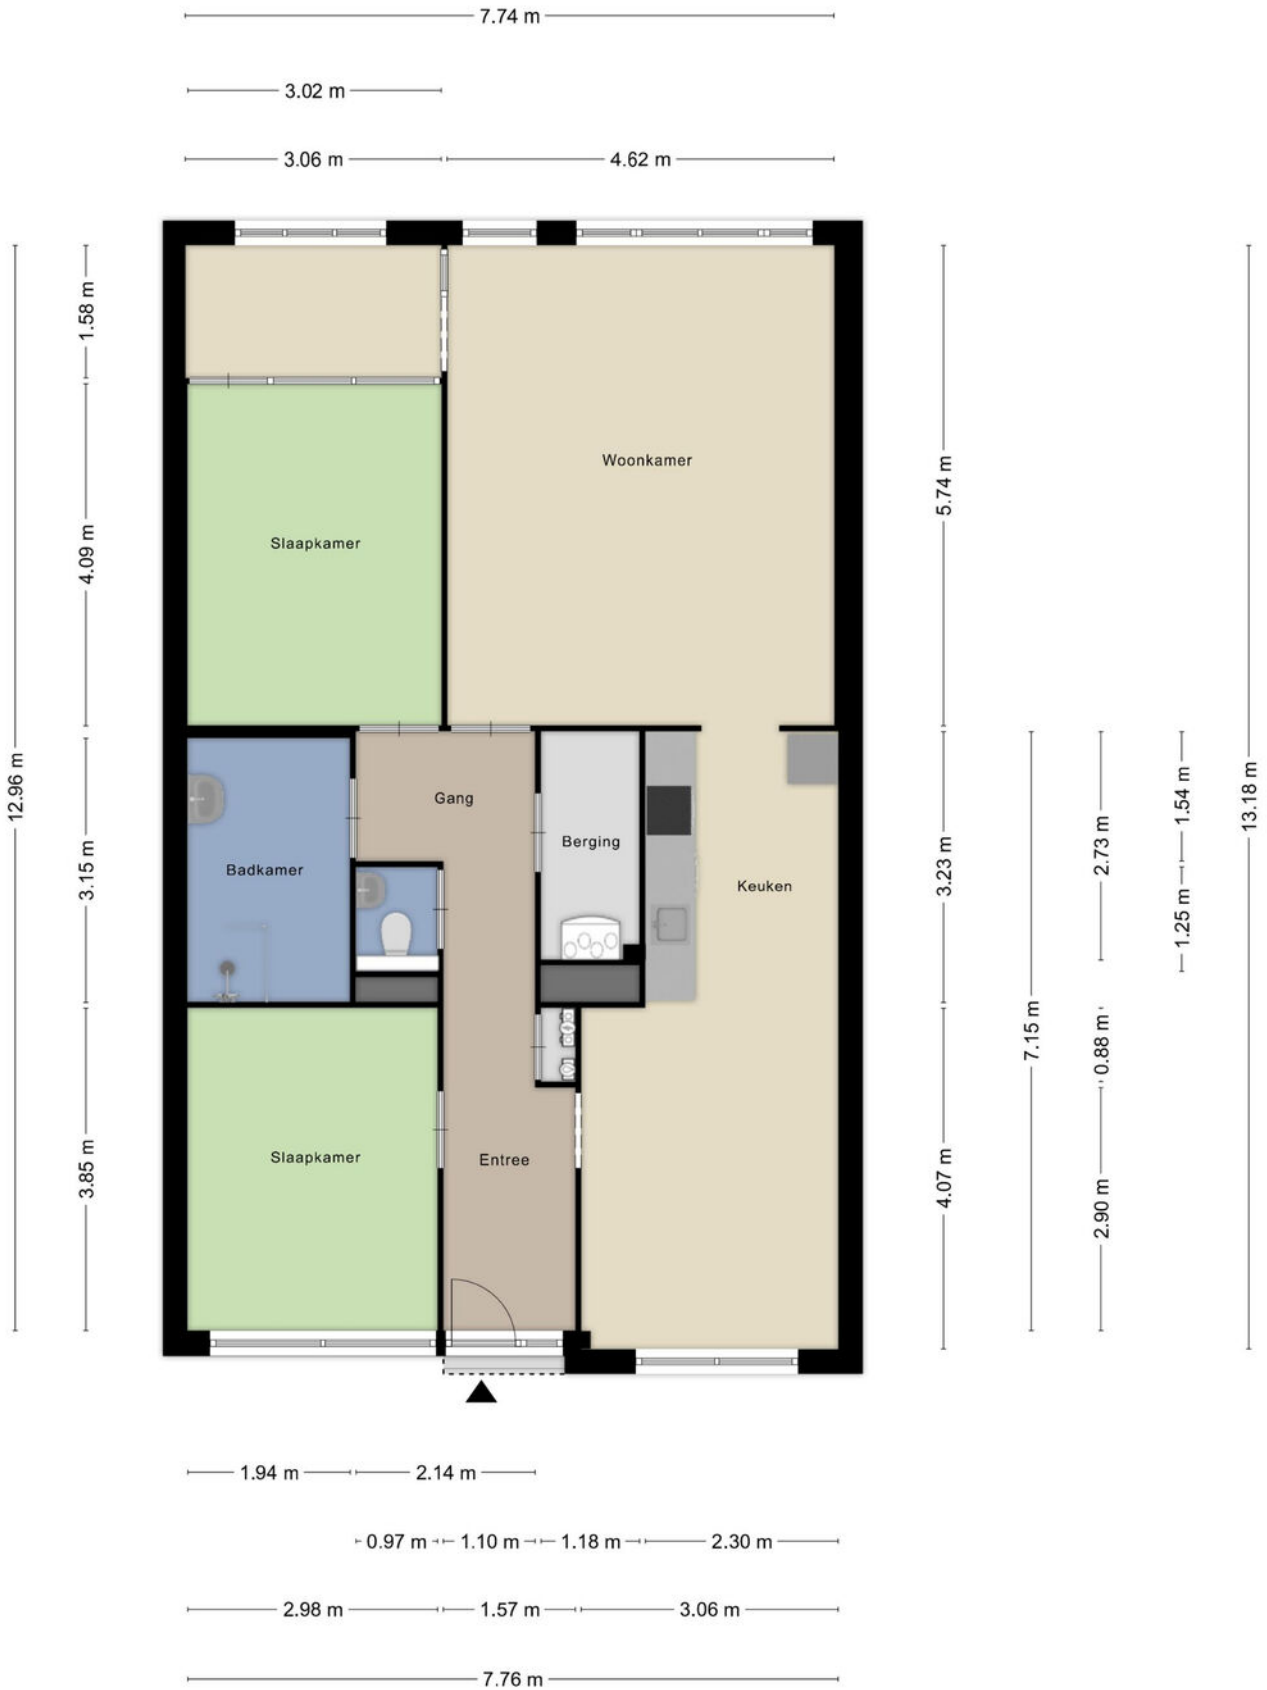 7.74 m
3.02 m
3.06 m
4.62 m
1.58 m
4.09 m
12.96 m
3.15 m
3.85 m
Woonkamer
Slaapkamer
Gang
Berging
Badkamer
Keuken
Slaapkamer
Entree
5.74 m
3.23 m
4.07 m
7.15 m
2.73 m
0.88 m
2.90 m
1.54 m
1.25 m
13.18 m
1.94 m
2.14 m
0.97 m
1.10 m
1.18 m
2.30 m
2.98 m
1.57 m
3.06 m
7.76 m